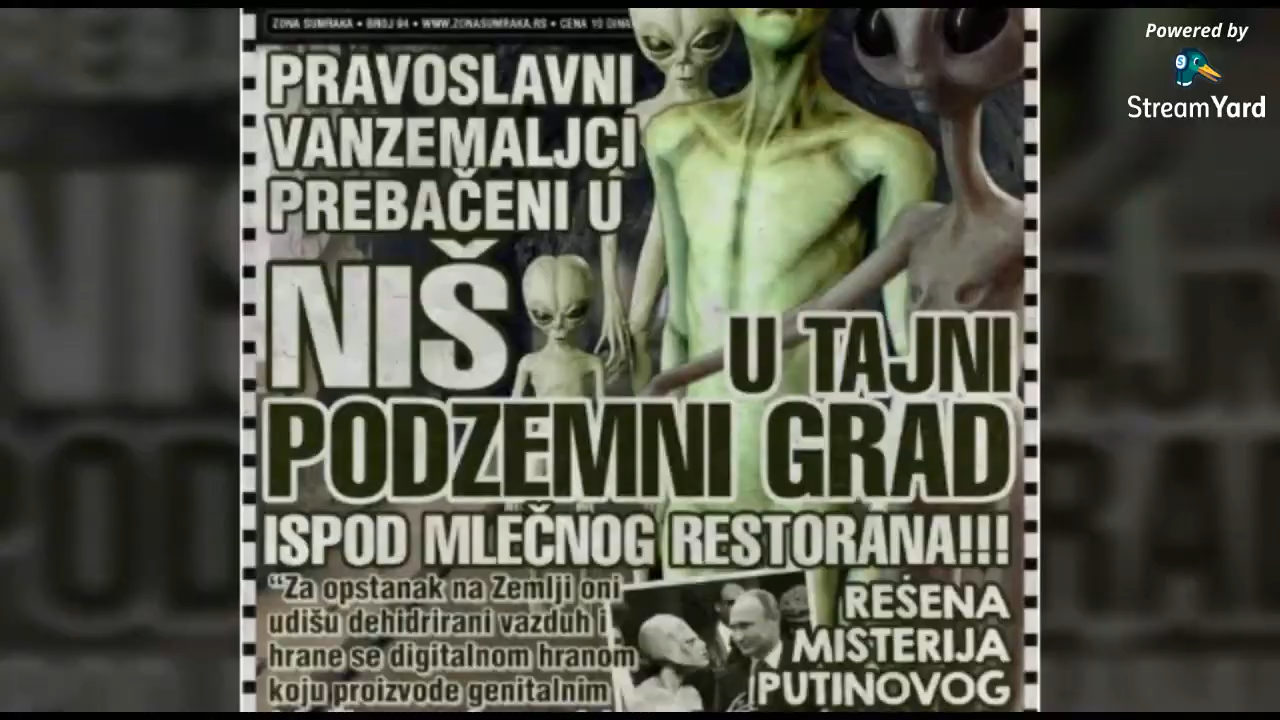 ZONA SUMRAKA • BROJ 94 • WWW.ZONASUMRAKA.RS • CENA 10 DINA
Powered by
StreamYard
PRAVOSLAVNI
VANZEMALJCI
PREBAČENI U
NIŠ
U TAJNI
PODZEMNI GRAD
ISPOD MLEČNOG RESTORANA!!!
“Za opstanak na Zemlji oni
udišu dehidrirani vazduh i
hrane se digitalnom hranom
koju proizvode genitalnim
REŠENA
MISTERIJA
PUTINOVOG